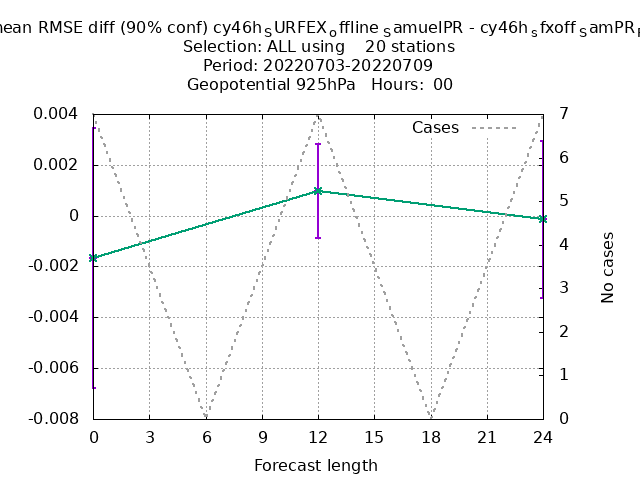 nean RMSE diff (90% conf) cy46h_SURFEX_offline_SamuelPR - cy46h_sfxoff_SamPR
Selection: ALL using 20 stations
Period: 20220703-20220709
Geopotential 925hPa Hours: 00
Cases
0.004
0.002
0
-0.002
-0.004
-0.006
-0.008
7
6
5
4
3
2
1
0
No cases
0 3 6 9 12 15 18 21 24
Forecast length